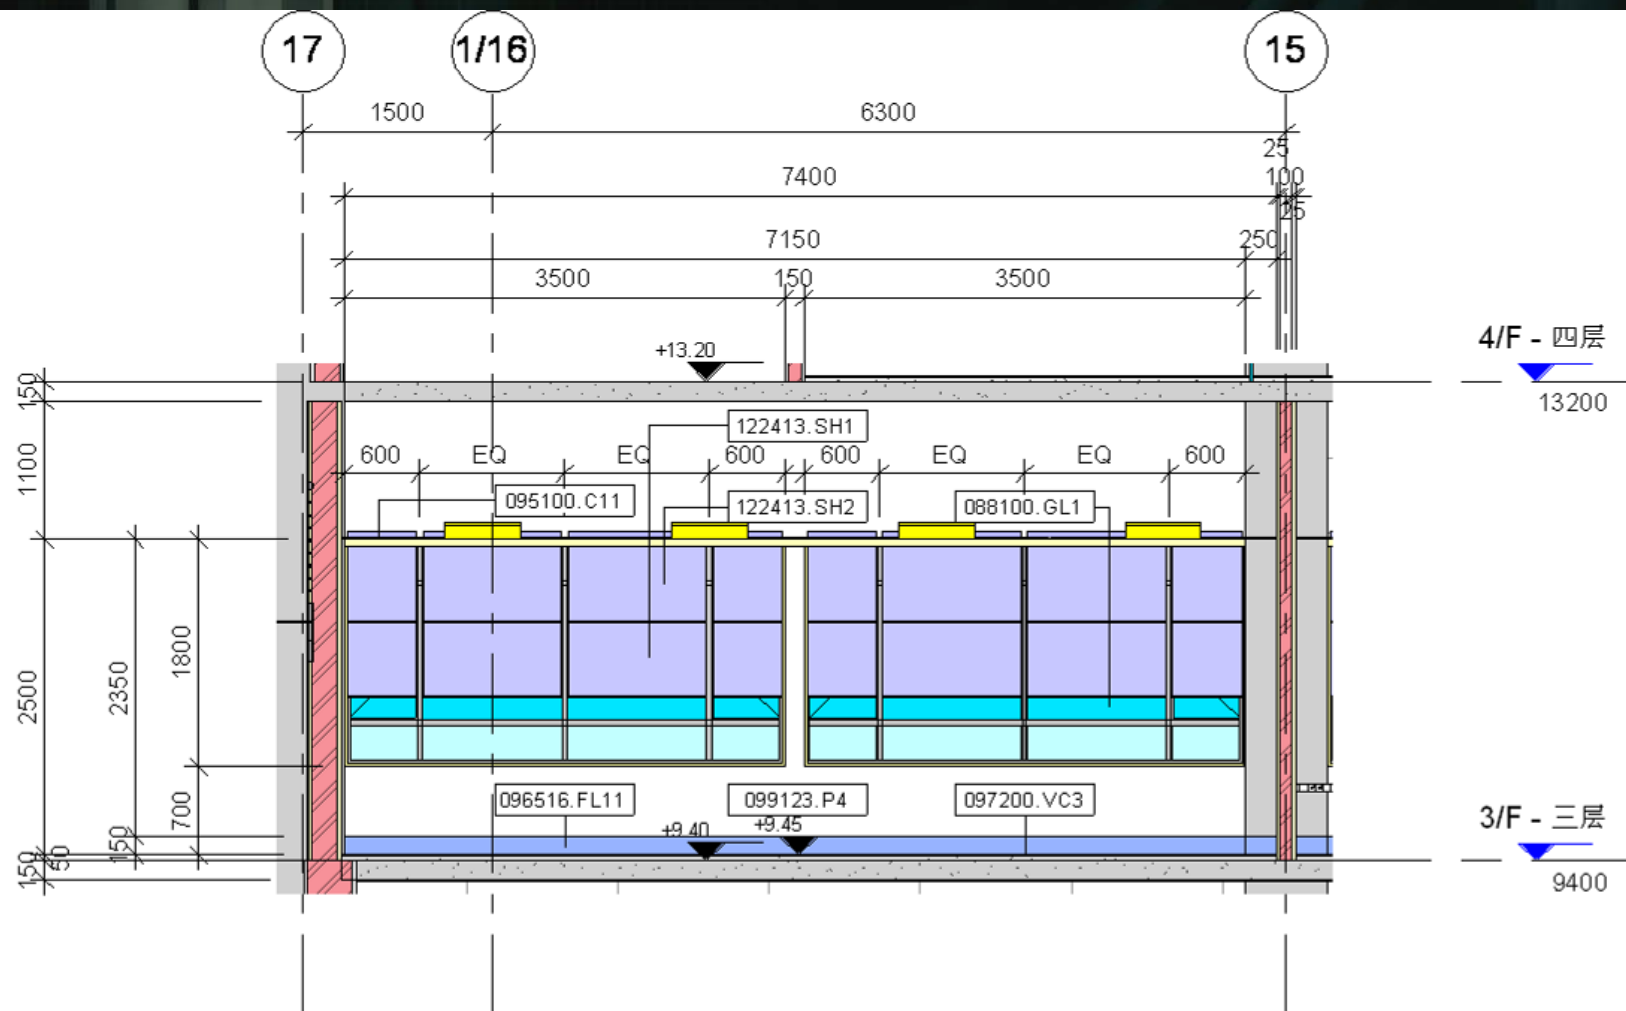 17
1/16
15
1500
6300
25
7400
100
25
7150
250
3500
150
3500
+13.20
4/F - 四层
13200
150
122413.SH1
1100
600
EQ
EQ
600
600
EQ
EQ
600
095100.C11
122413.SH2
088100.GL1
1800
2350
2500
700
096516.FL11
099123.P4
097200.VC3
+9.40
+9.45
3/F - 三层
9400
150
50
150